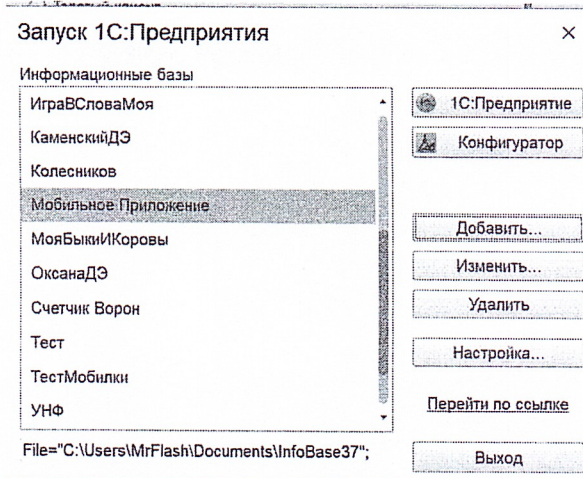 Запуск 1С:Предприятия
Информационные базы
ИграВСловаМоя
КаменскийДЭ
Колесников
Мобильное Приложение
МояБыкиИКоровы
ОксанаДЭ
Счетчик Ворон
Тест
ТестМобилки
УНФ
File="C:\Users\MrFlash\Documents\InfoBase37";
1С:Предприятие
Конфигуратор
Добавить...
Изменить...
Удалить
Настройка...
Перейти по ссылке
Выход